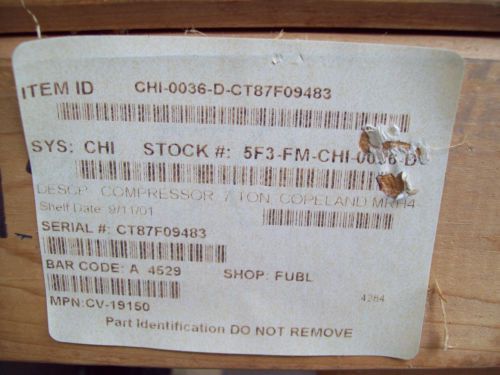 ITEM ID CHI-0036-D-CT87F09483
SYS: CHI STOCK #: 5F3-FM-CHI-0036-D
DESCP: COMPRESSOR 7 TON COPELAND
Shelf Date: 9/11/01
SERIAL #: CT87F09483
BAR CODE: A 4529 SHOP: FUBL
4264
MPN:CV-19150
Part Identification DO NOT REMOVE